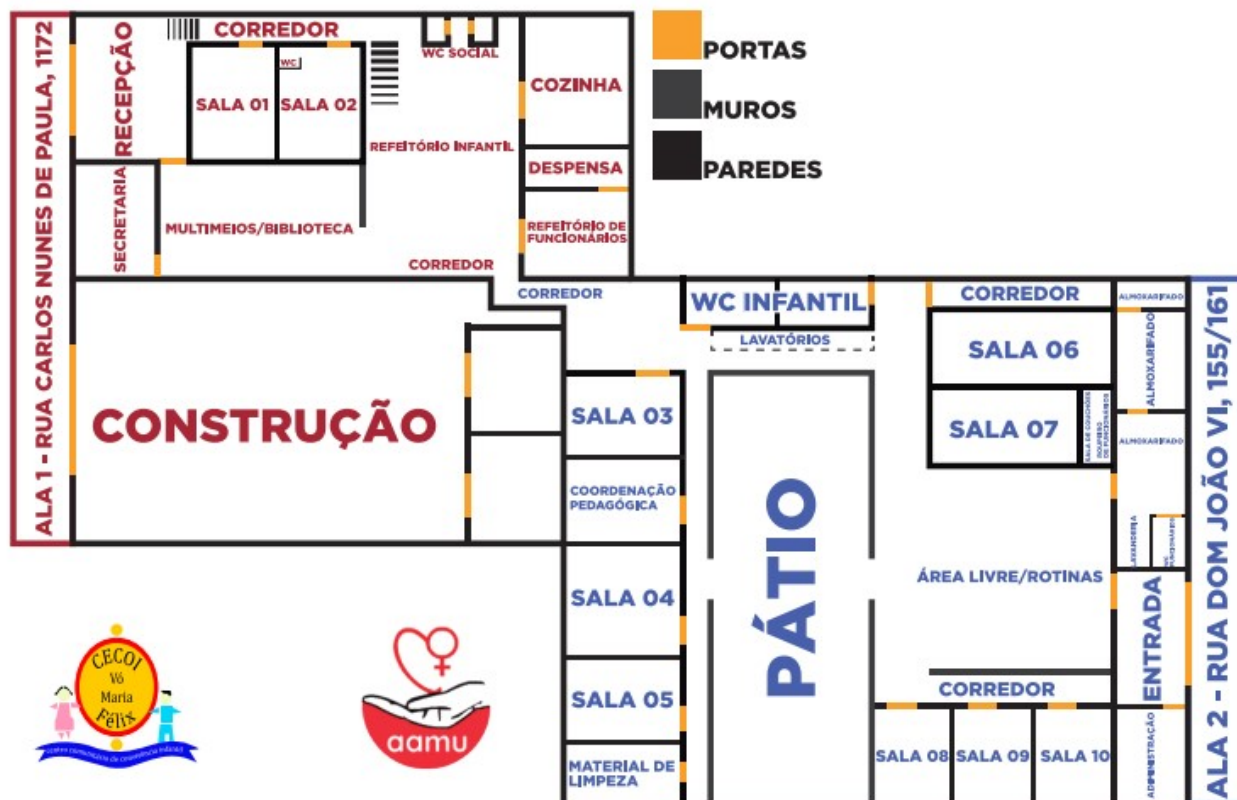 ALA 1 - RUA CARLOS NUNES DE PAULA, 1172
RECEPÇÃO
CORREDOR
WC SOCIAL
WC
SALA 01
SALA 02
COZINHA
REFEITÓRIO INFANTIL
DESPENSA
SECRETARIA
MULTIMEIOS/BIBLIOTECA
REFEITÓRIO DE
FUNCIONÁRIOS
CORREDOR
PORTAS
MUROS
PAREDES
CONSTRUÇÃO
CORREDOR
WC INFANTIL
LAVATÓRIOS
CORREDOR
ALMOXARIFADO
SALA 06
ALMOXARIFADO
SALA 03
SALA 07
ALMOXARIFADO
COORDENAÇÃO
PEDAGÓGICA
PÁTIO
LAVANDERIA
WC
FUNCIONÁRIOS
ÁREA LIVRE/ROTINAS
SALA 04
ENTRADA
SALA 05
CORREDOR
MATERIAL DE
LIMPEZA
SALA 08
SALA 09
SALA 10
ADMINISTRAÇÃO
ALA 2 - RUA DOM JOÃO VI, 155/161
CECOI
Vó
Maria
Félix
aamu